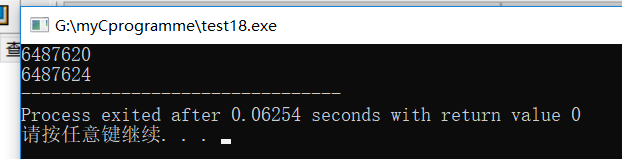 G:\myCprogramme\test18.exe
查
6487620
6487624
--------------------------------
Process exited after 0.06254 seconds with return value 0
请按任意键继续. . .